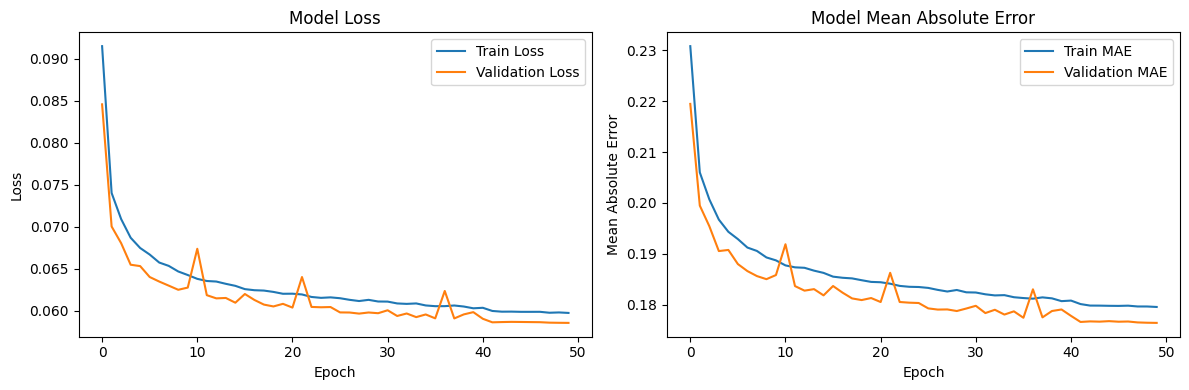 Model Loss
Train Loss
Validation Loss
Loss
0.090
0.085
0.080
0.075
0.070
0.065
0.060
0
10
20
30
40
50
Epoch
Model Mean Absolute Error
Train MAE
Validation MAE
Mean Absolute Error
0.23
0.22
0.21
0.20
0.19
0.18
0
10
20
30
40
50
Epoch